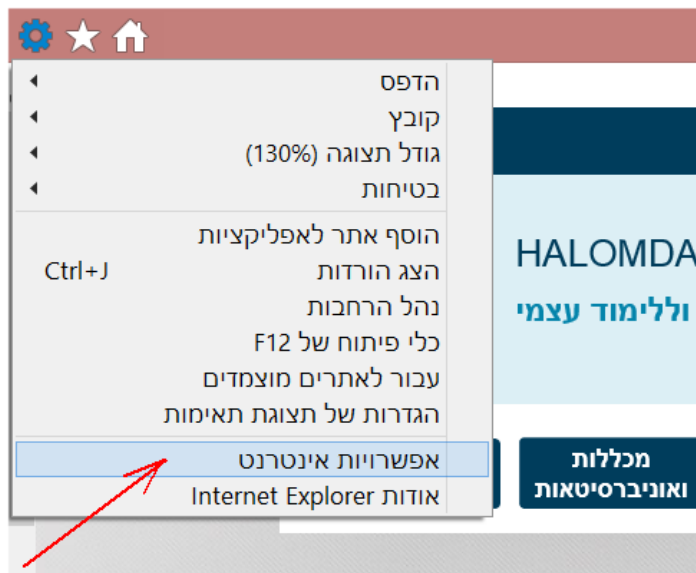 הדפס
קובץ
גודל תצוגה (130%)
בטיחות
הוסף אתר לאפליקציות
הצג הורדות Ctrl+J
נהל הרחבות
כלי פיתוח של F12
עבור לאתרים מוצמדים
הגדרות של תצוגת תאימות
אפשרויות אינטרנט
אודות Internet Explorer
HALOMDA
וללימוד עצמי
מכללות
ואוניברסיטאות